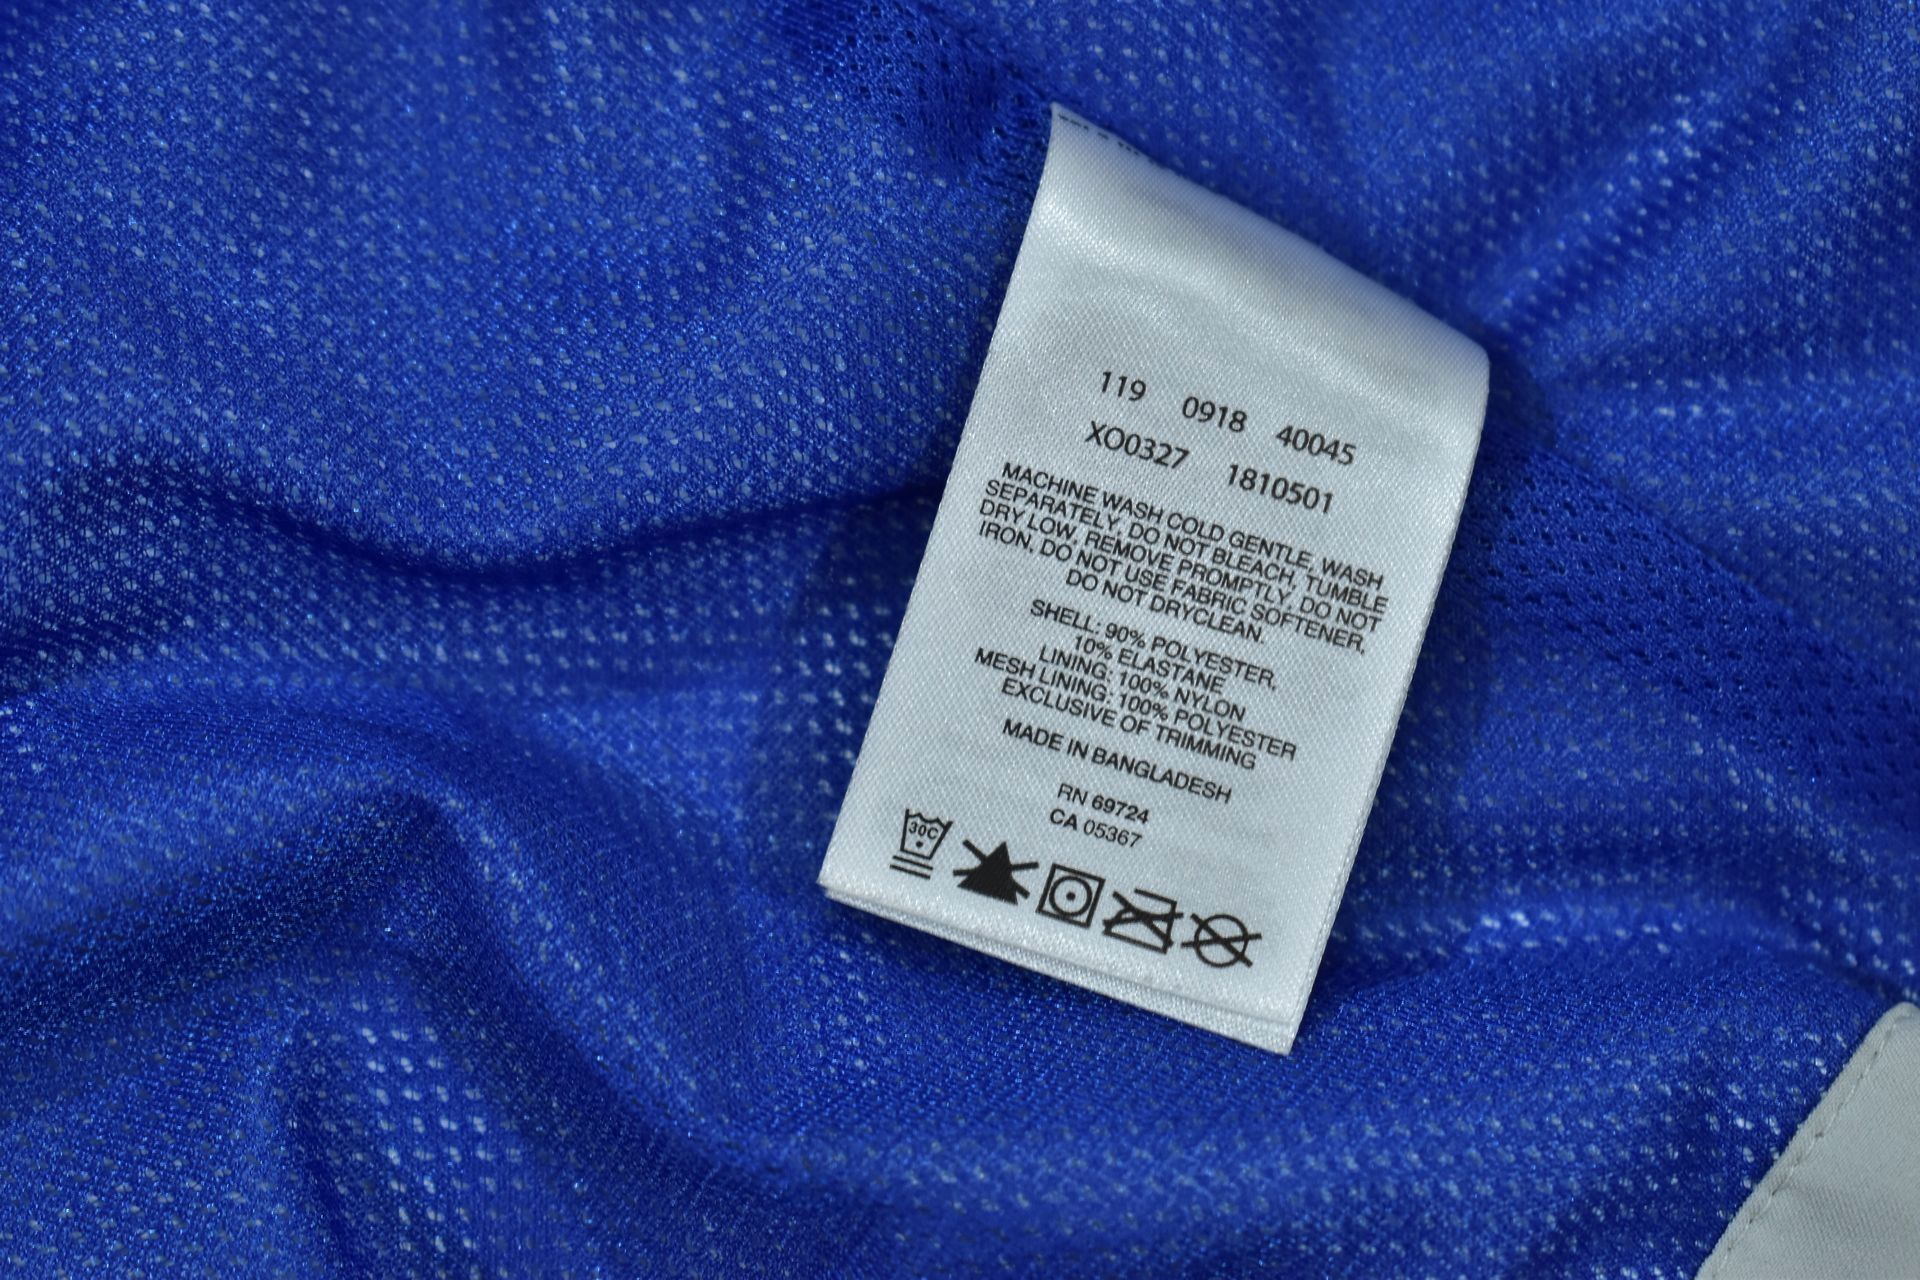 119 0918 40045
XO0327 1810501
MACHINE WASH COLD GENTLE, WASH
SEPARATELY, DO NOT BLEACH, TUMBLE
DRY LOW, REMOVE PROMPTLY, DO NOT
IRON, DO NOT USE FABRIC SOFTENER,
DO NOT DRYCLEAN.
SHELL: 90% POLYESTER,
10% ELASTANE
LINING: 100% NYLON
MESH LINING: 100% POLYESTER
EXCLUSIVE OF TRIMMING
MADE IN BANGLADESH
RN 69724
CA 05367
30C